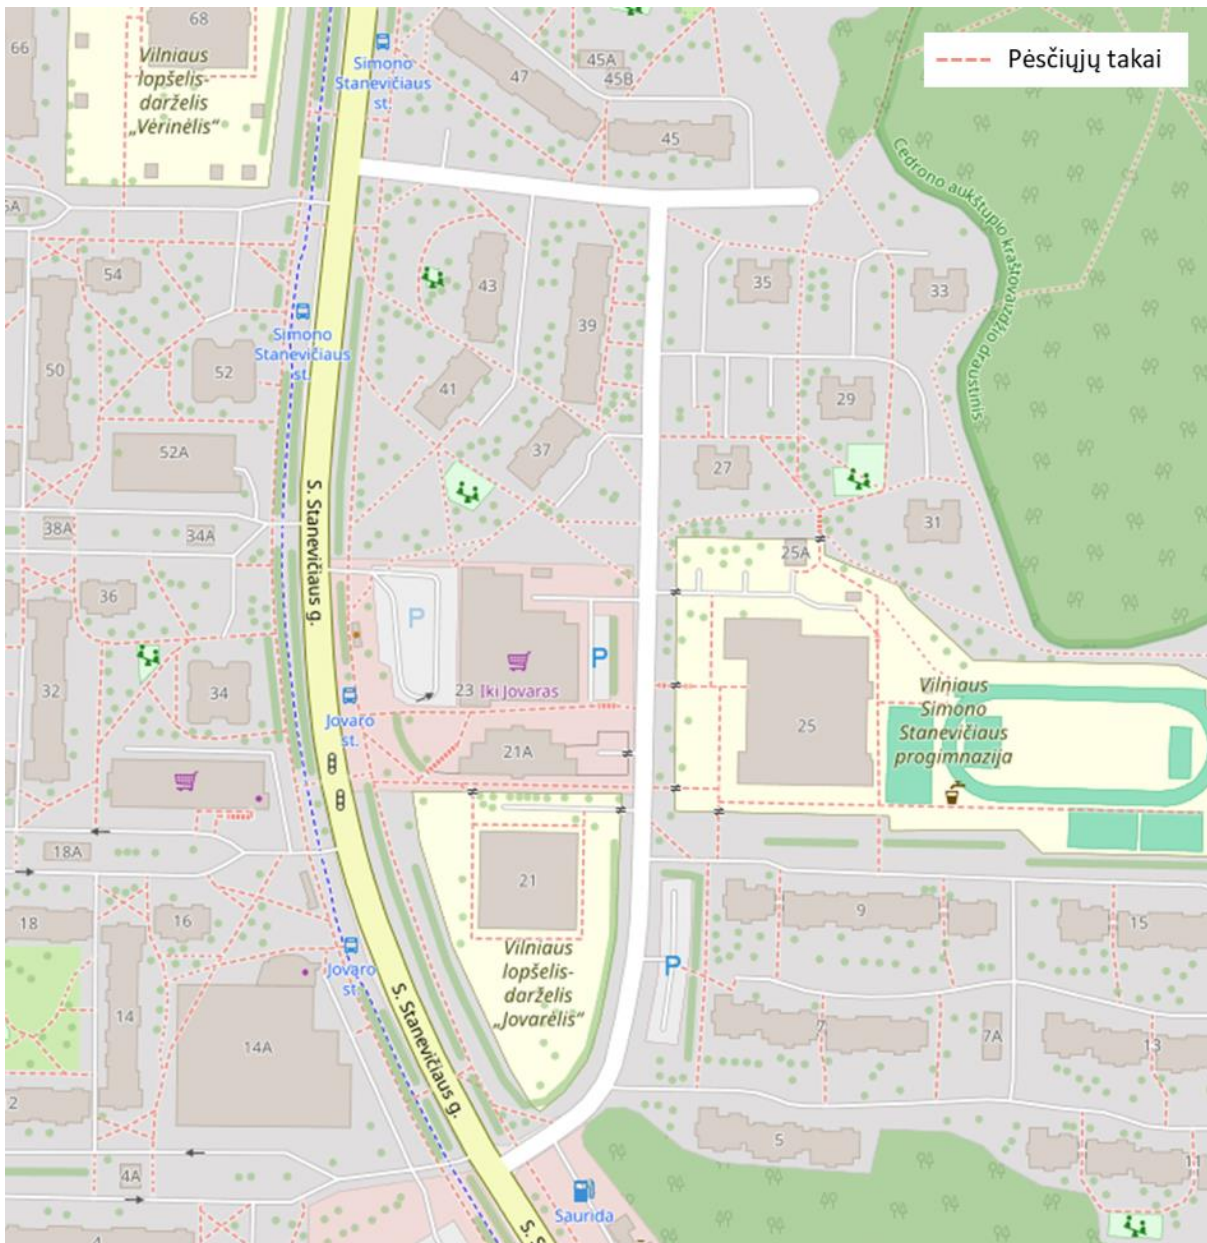 68
66
Vilniaus
lopšelis-
darželis
„Vėrinėlis“
Simono
Stanevičiaus
st.
47
45A
45B
45
Pėsčiųjų takai
Cedrono aukštupio kraštovaizdžio draustinis
54
50
52
Simono
Stanevičiaus
st.
43
39
41
37
35
33
29
27
31
52A
38A
34A
S. Stanevičiaus g.
36
32
34
P
P
Iki Jovaras
23
Jovaro
st.
21A
25A
25
Vilniaus
Simono
Stanevičiaus
progimnazija
18A
18
16
14
14A
Jovaro
st.
S. Stanevičiaus g.
21
Vilniaus
lopšelis-
darželis
„Jovarėlis“
P
9
15
7
7A
13
5
11
2
4A
4
Saurida
S. S